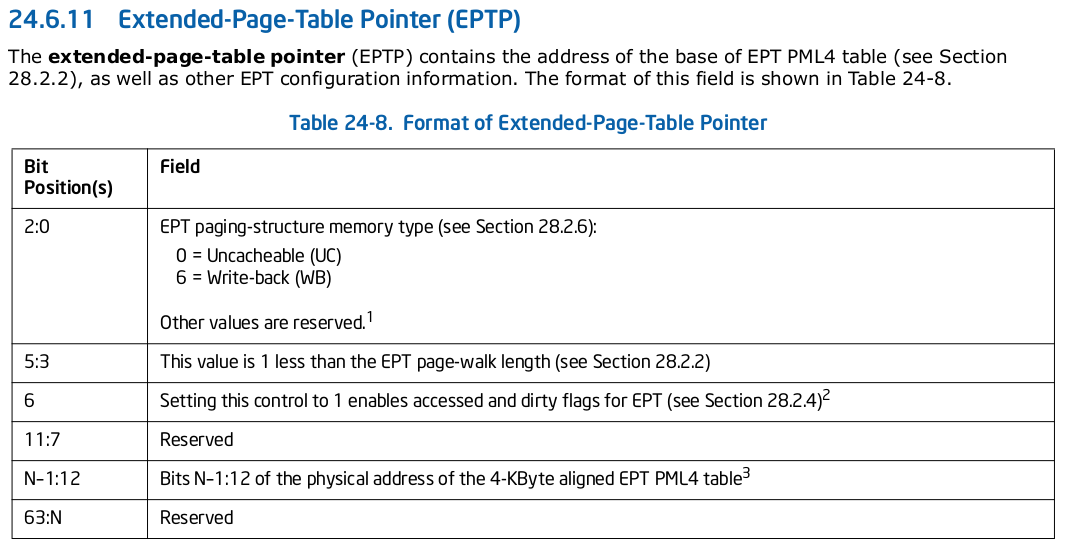 24.6.11 Extended-Page-Table Pointer (EPTP)
The extended-page-table pointer (EPTP) contains the address of the base of EPT PML4 table (see Section
28.2.2), as well as other EPT configuration information. The format of this field is shown in Table 24-8.
Table 24-8. Format of Extended-Page-Table Pointer
Bit
Position(s)
Field
2:0
EPT paging-structure memory type (see Section 28.2.6):
0 = Uncacheable (UC)
6 = Write-back (WB)
Other values are reserved.1
5:3
This value is 1 less than the EPT page-walk length (see Section 28.2.2)
6
Setting this control to 1 enables accessed and dirty flags for EPT (see Section 28.2.4)2
11:7
Reserved
N–1:12
Bits N–1:12 of the physical address of the 4-KByte aligned EPT PML4 table3
63:N
Reserved